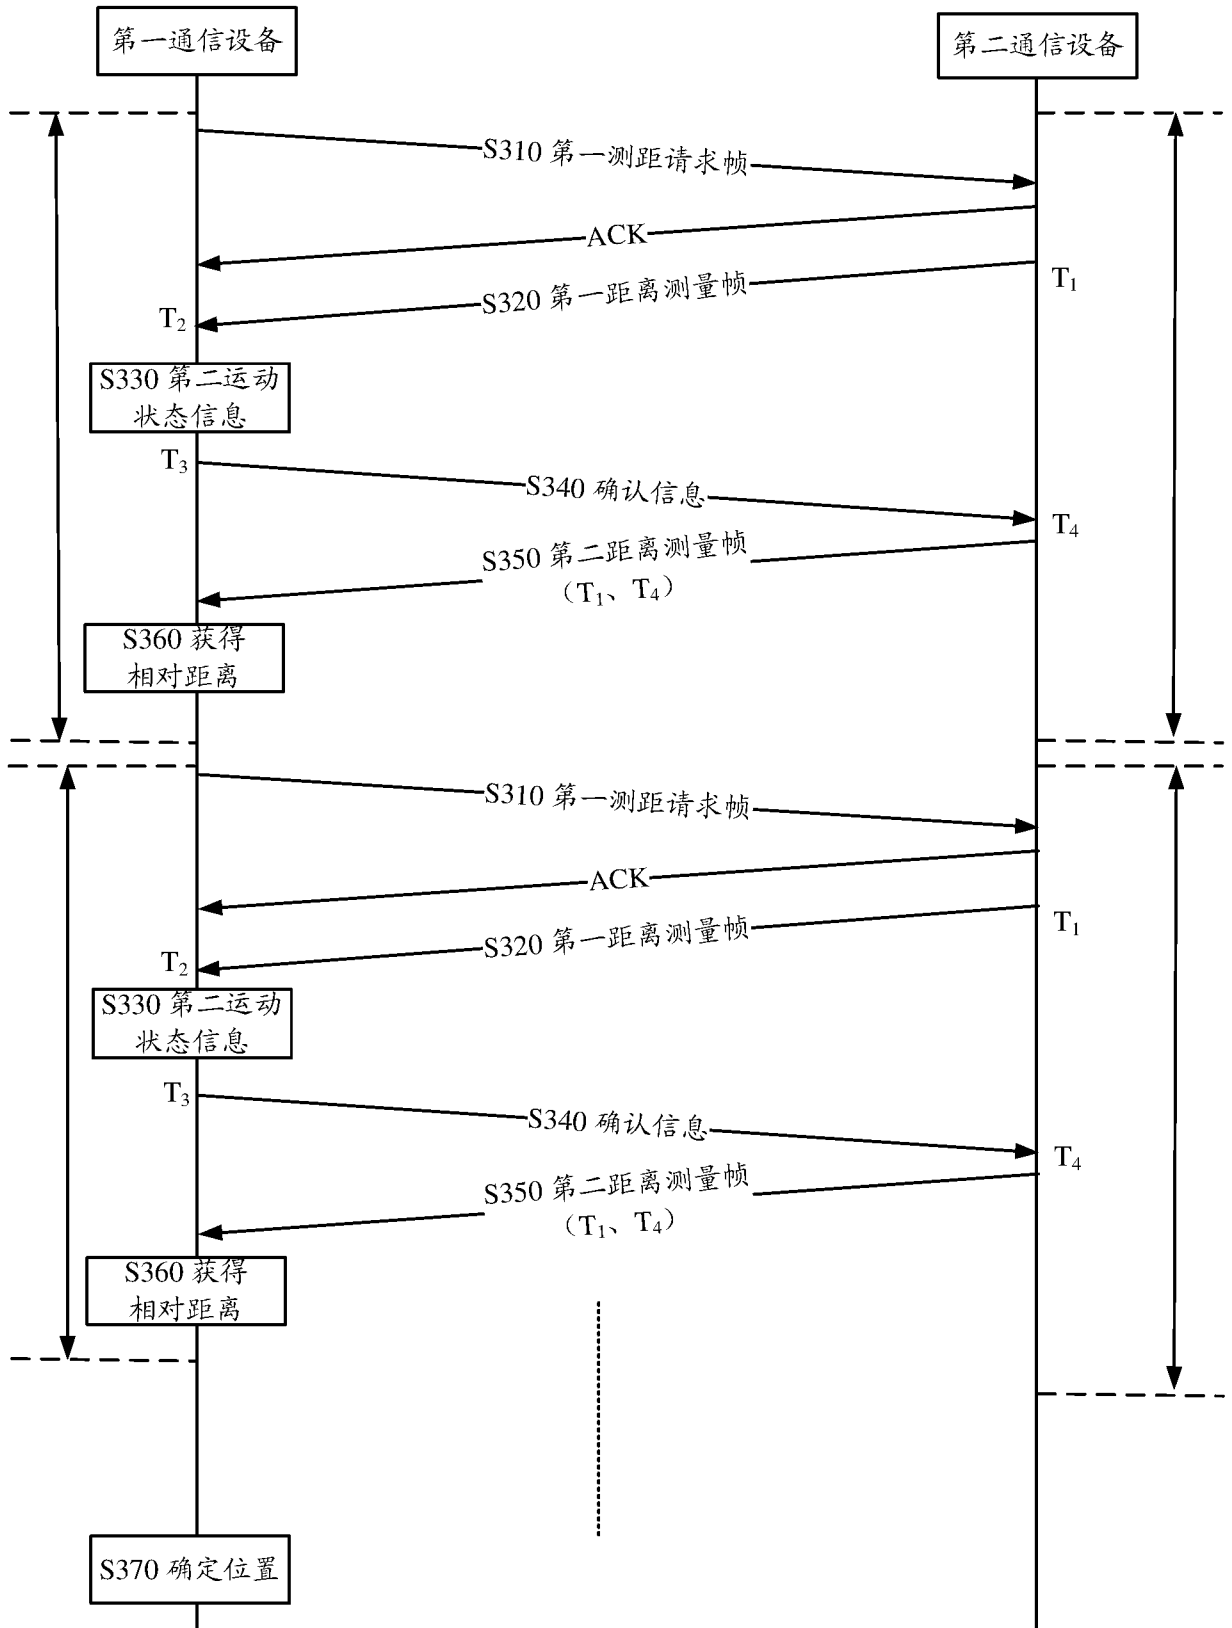 第一通信设备
第二通信设备
S310 第一测距请求帧
ACK
S320 第一距离测量帧
T₁
T₂
S330 第二运动
状态信息
T₃
S340 确认信息
T₄
S350 第二距离测量帧
（T₁、T₄）
S360 获得
相对距离
S310 第一测距请求帧
ACK
S320 第一距离测量帧
T₁
T₂
S330 第二运动
状态信息
T₃
S340 确认信息
T₄
S350 第二距离测量帧
（T₁、T₄）
S360 获得
相对距离
S370 确定位置